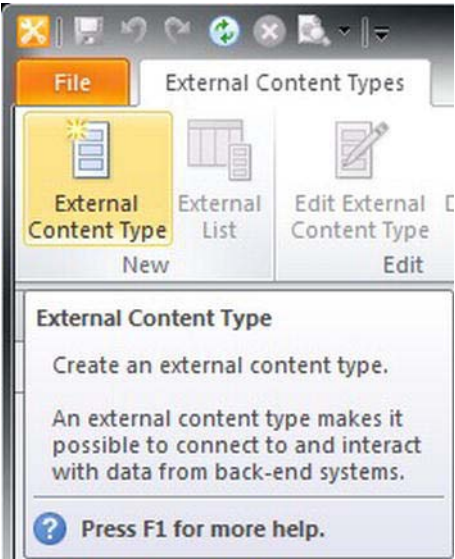 File External Content Types
External Content Type
External List
Edit External Content Type
New
Edit
External Content Type
Create an external content type.
An external content type makes it
possible to connect to and interact
with data from back-end systems.
Press F1 for more help.